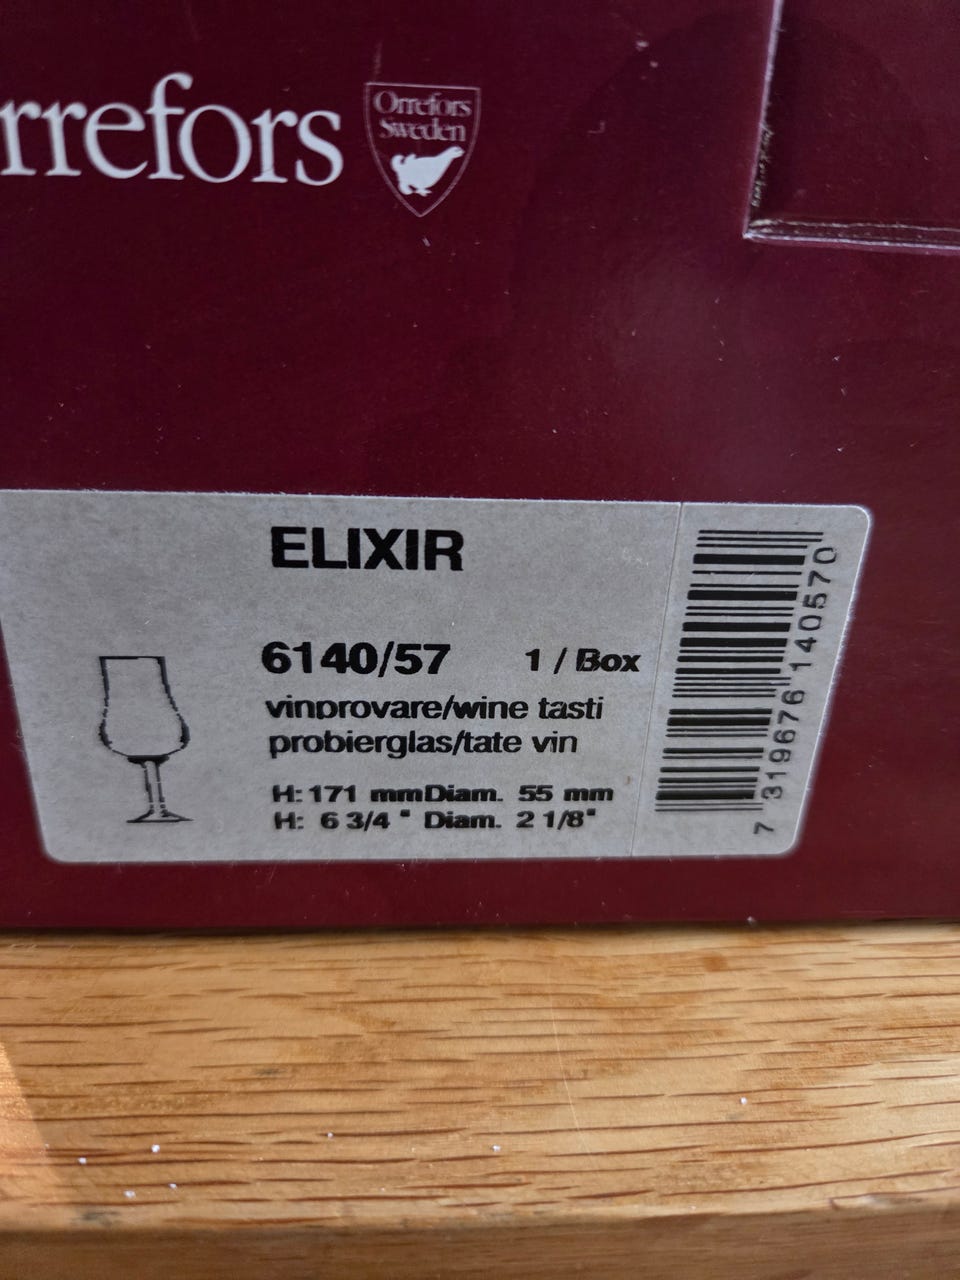 rrefors
Orrefors
Sweden
ELIXIR
6140/57 1 / Box
vinprovare/wine tasti
probierglas/tate vin
H: 171 mmDiam. 55 mm
H: 6 3/4 " Diam. 2 1/8"
7 319676 140570